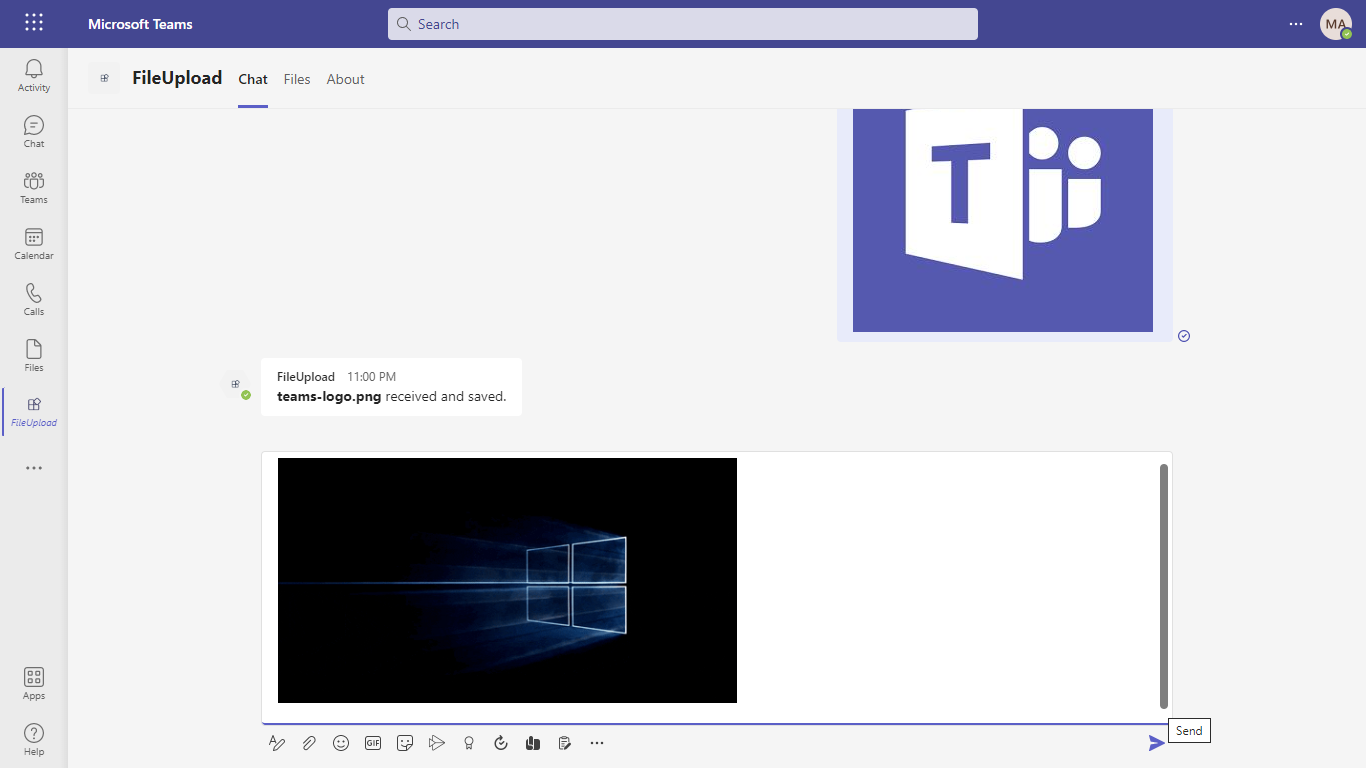 Microsoft Teams
Search
MA
Activity
Chat
Teams
Calendar
Calls
Files
FileUpload
Apps
Help
FileUpload
Chat
Files
About
T
FileUpload 11:00 PM
teams-logo.png received and saved.
GIF
Send